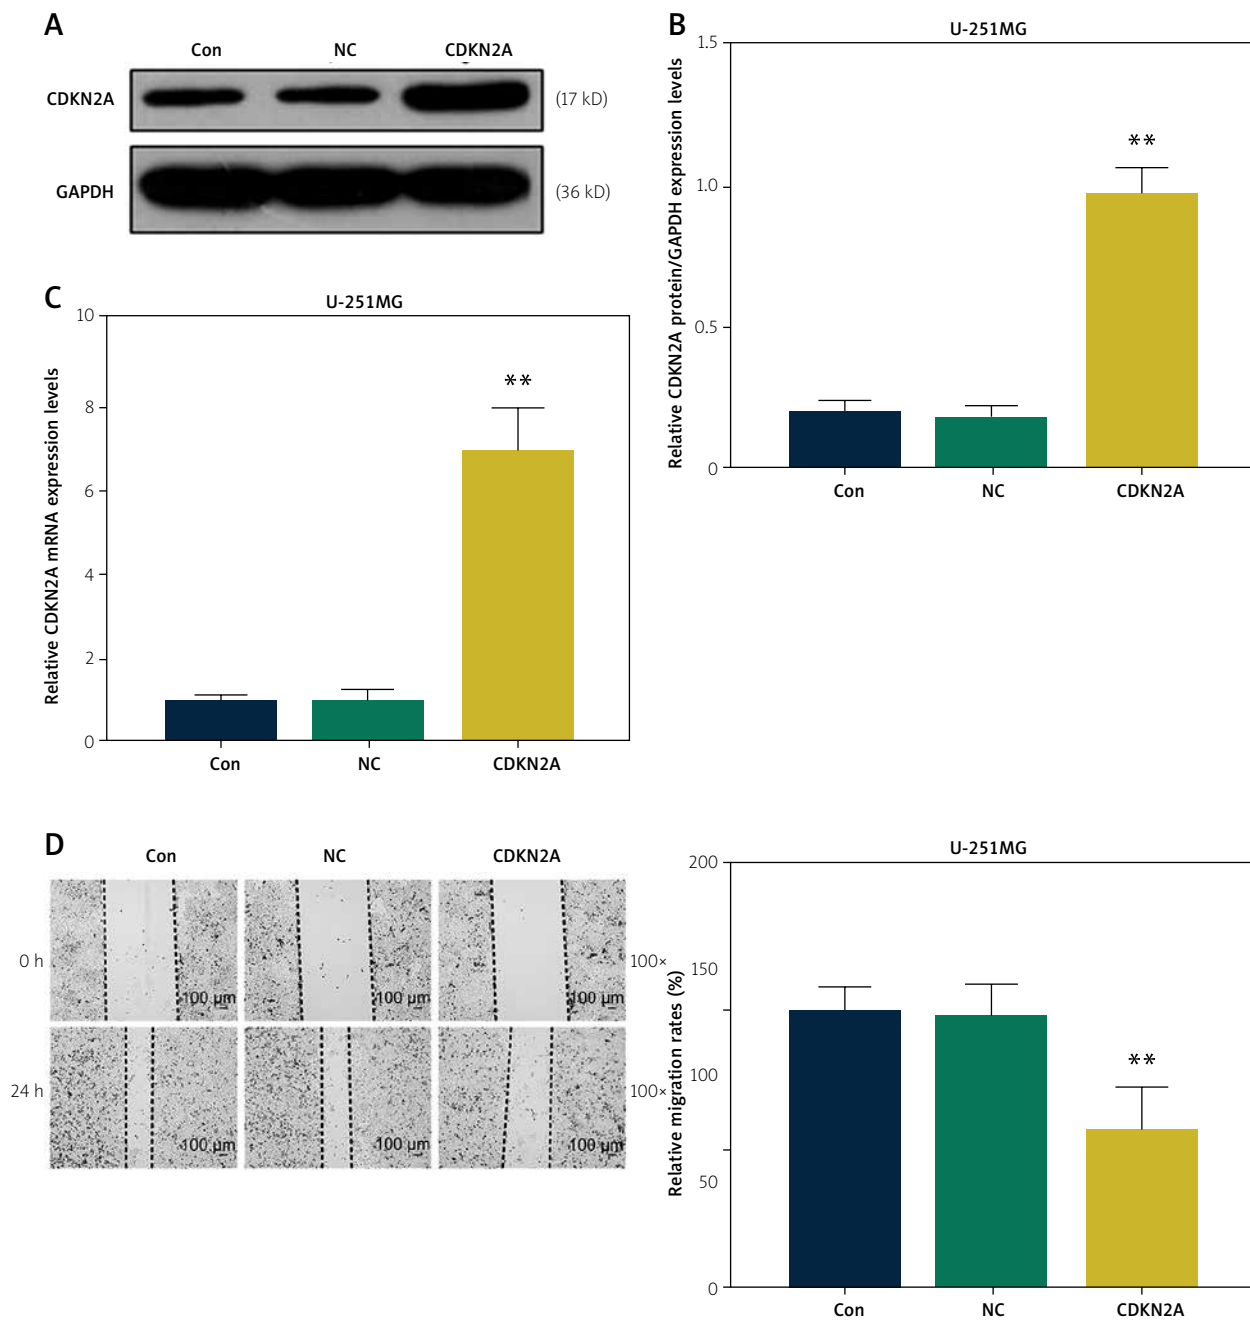 A
Con NC CDKN2A
CDKN2A (17 kD)
GAPDH (36 kD)
B
U-251MG
Relative CDKN2A protein/GAPDH expression levels
1.5
**
1.0
0.5
0
Con NC CDKN2A
C
U-251MG
Relative CDKN2A mRNA expression levels
10
**
8
6
4
2
0
Con NC CDKN2A
D
Con NC CDKN2A
0 h 100×
100 µm 100 µm 100 µm
24 h 100×
100 µm 100 µm 100 µm
U-251MG
Relative migration rates (%)
200
150
**
100
50
0
Con NC CDKN2A